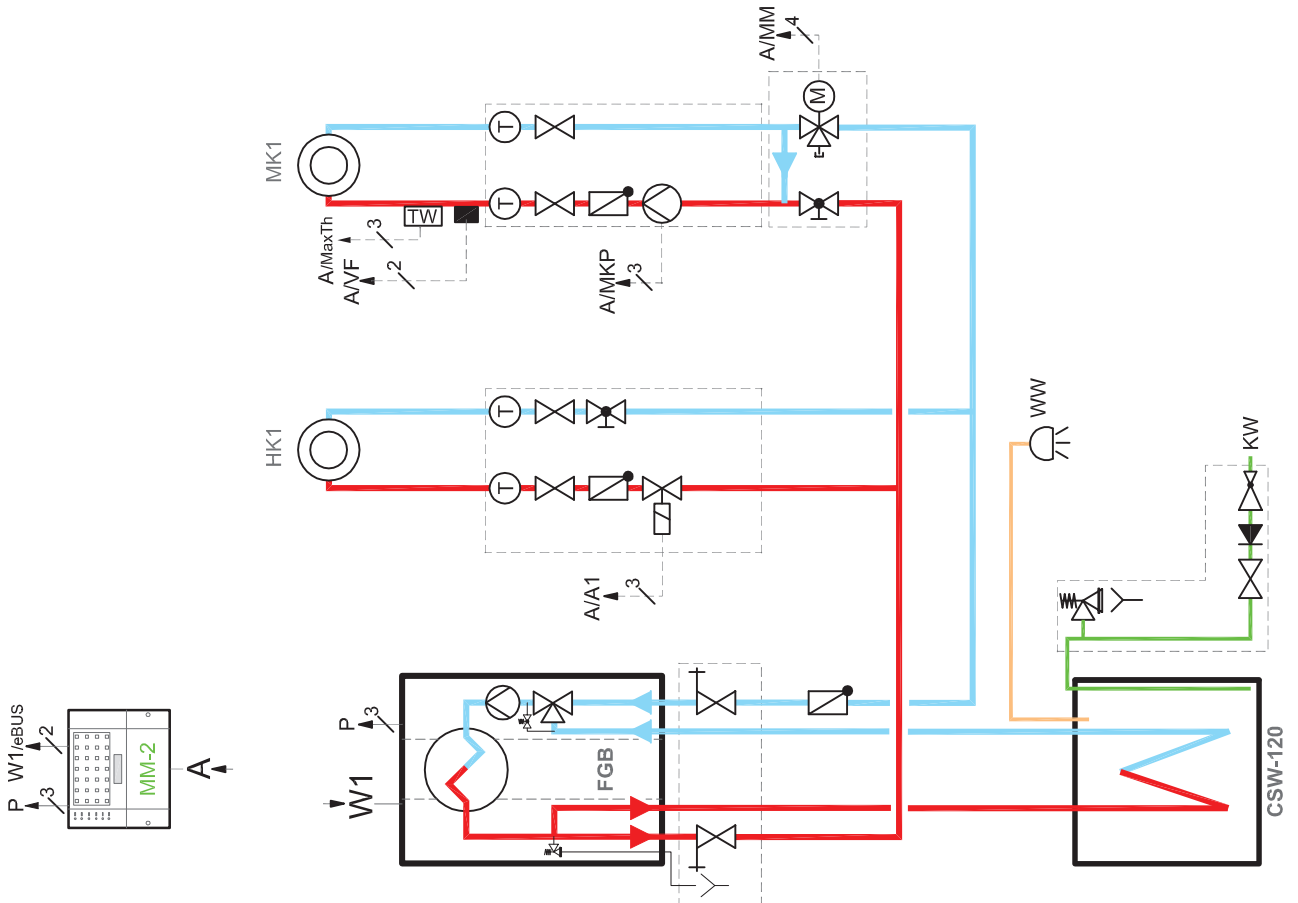 P
W1/eBUS
3
2
MM-2
A
MK1
TW
A/MaxTh
3
A/VF
2
T
T
A/MKP
3
A/MM
4
M
HK1
T
T
A/A1
3
W1
P
3
FGB
WW
KW
CSW-120